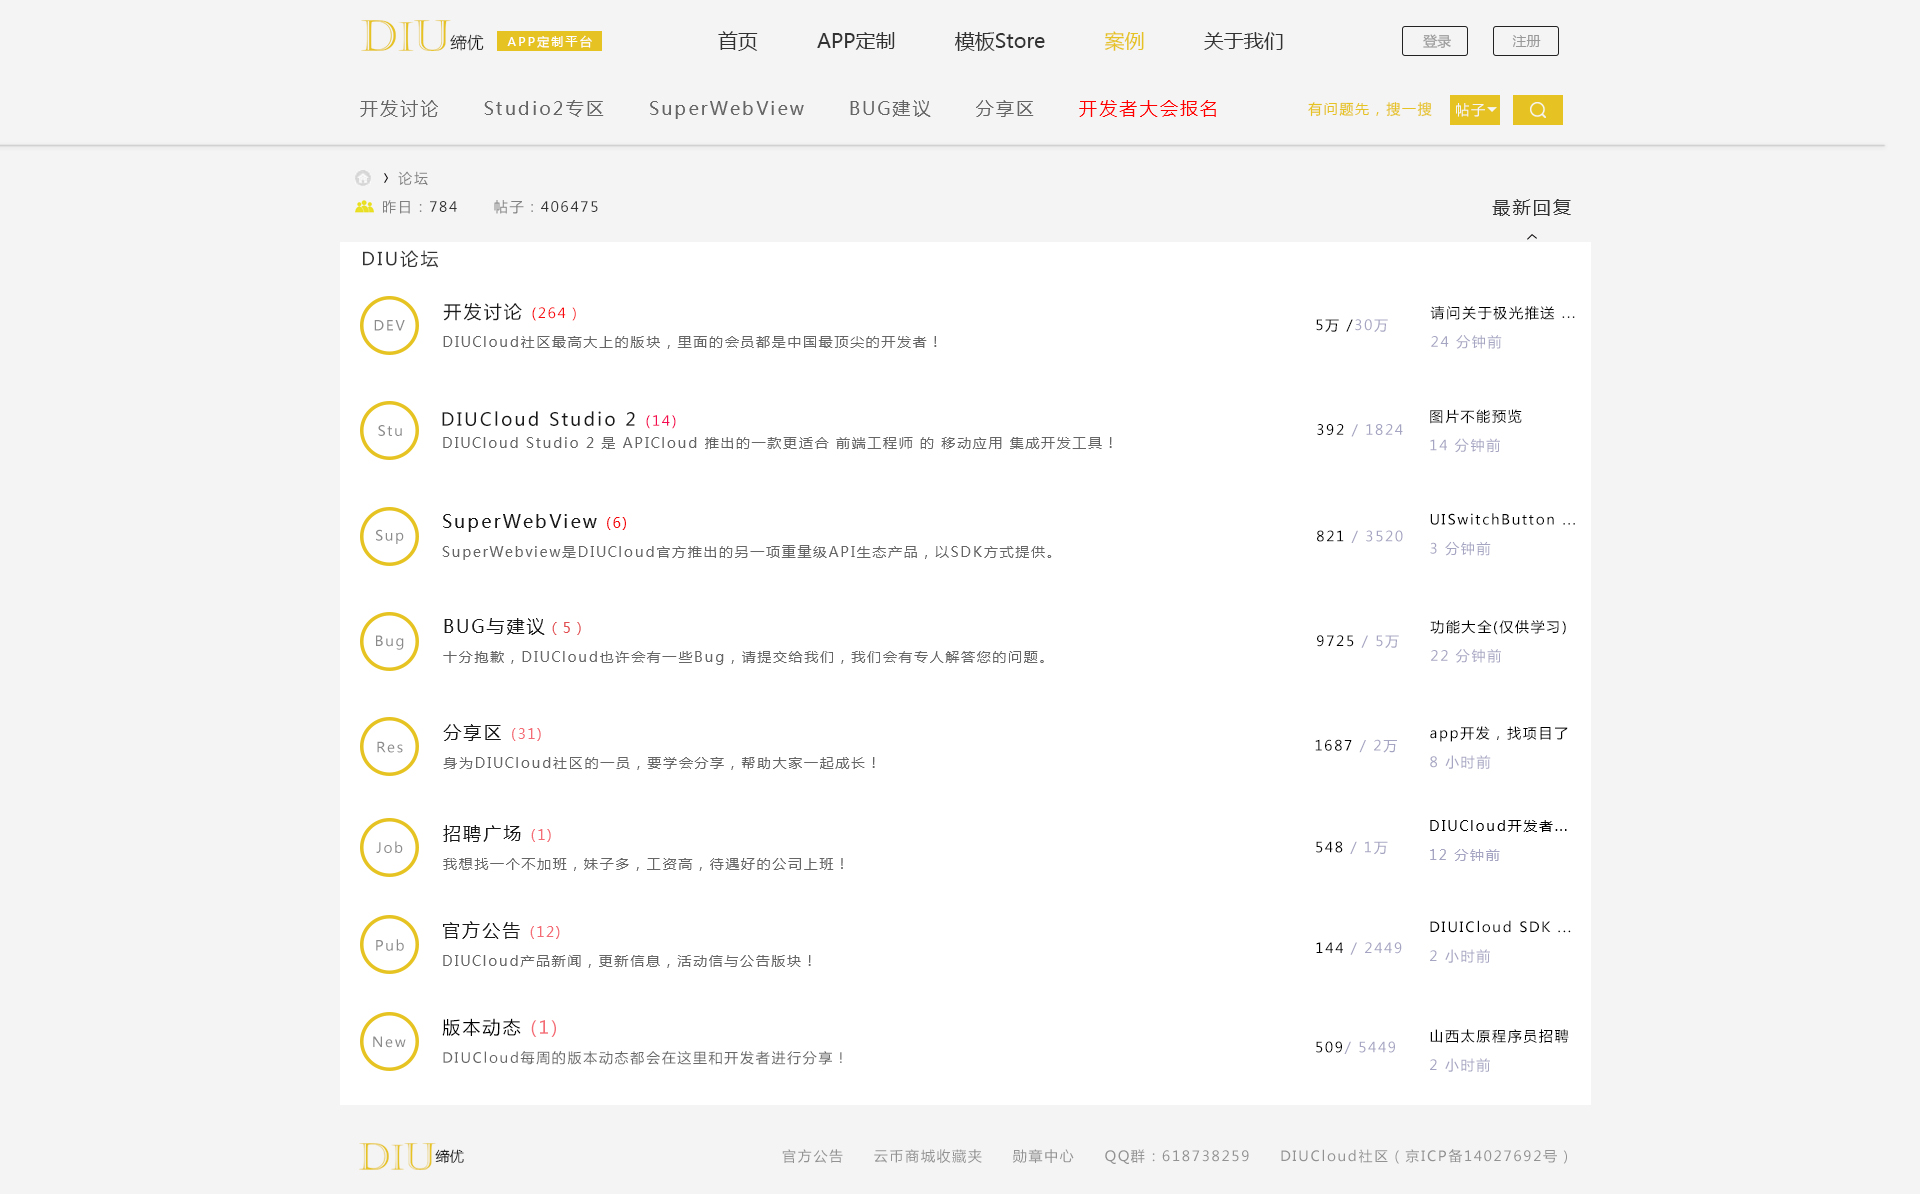 DIU缔优 APP定制平台 首页 APP定制 模板Store 案例 关于我们 登录 注册
开发讨论 Studio2专区 SuperWebView BUG建议 分享区 开发者大会报名 有问题先，搜一搜 帖子
› 论坛
昨日：784 帖子：406475 最新回复
DIU论坛
DEV 开发讨论 (264 ) 5万 /30万 请问关于极光推送 ...
DIUCloud社区最高大上的版块，里面的会员都是中国最顶尖的开发者！ 24 分钟前
Stu DIUCloud Studio 2 (14) 392 / 1824 图片不能预览
DIUCloud Studio 2 是 APICloud 推出的一款更适合 前端工程师 的 移动应用 集成开发工具！ 14 分钟前
Sup SuperWebView (6) 821 / 3520 UISwitchButton ...
SuperWebview是DIUCloud官方推出的另一项重量级API生态产品，以SDK方式提供。 3 分钟前
Bug BUG与建议 ( 5 ) 9725 / 5万 功能大全(仅供学习)
十分抱歉，DIUCloud也许会有一些Bug，请提交给我们，我们会有专人解答您的问题。 22 分钟前
Res 分享区 (31) 1687 / 2万 app开发，找项目了
身为DIUCloud社区的一员，要学会分享，帮助大家一起成长！ 8 小时前
Job 招聘广场 (1) 548 / 1万 DIUCloud开发者...
我想找一个不加班，妹子多，工资高，待遇好的公司上班！ 12 分钟前
Pub 官方公告 (12) 144 / 2449 DIUICloud SDK ...
DIUCloud产品新闻，更新信息，活动信与公告版块！ 2 小时前
New 版本动态 (1) 509/ 5449 山西太原程序员招聘
DIUCloud每周的版本动态都会在这里和开发者进行分享！ 2 小时前
DIU缔优 官方公告 云币商城收藏夹 勋章中心 QQ群：618738259 DIUCloud社区（京ICP备14027692号）